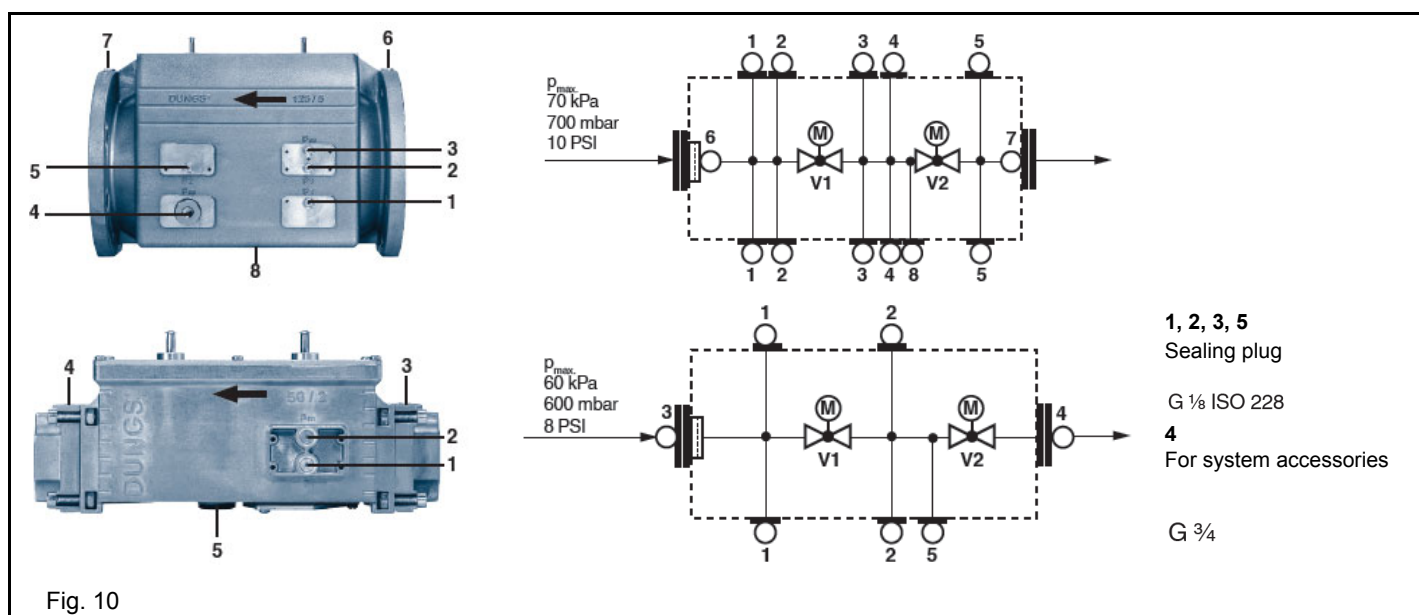 7
6
DUNGS
125 / 5
5
3
2
4
1
8
1 2 3 4 5
pmax.
70 kPa
700 mbar
10 PSI
6
M
M
7
V1
V2
1 2 3 4 8 5
4
3
50 / 3
DUNGS
2
1
5
1 2
pmax.
60 kPa
600 mbar
8 PSI
3
M
M
4
V1
V2
1 2 5
1, 2, 3, 5
Sealing plug
G ⅛ ISO 228
4
For system accessories
G ¾
Fig. 10